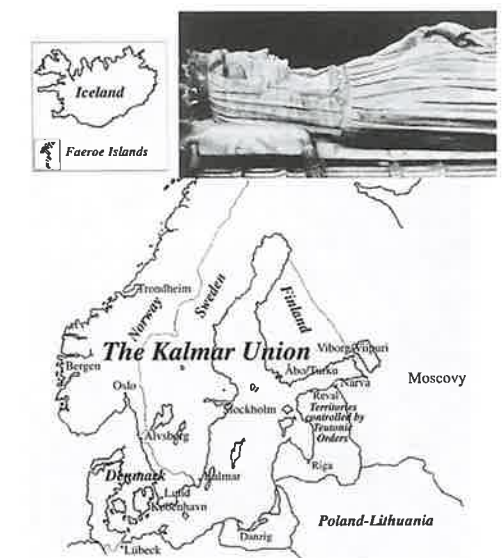 Iceland
Faeroe Islands
Trondheim
Norway
Sweden
Finland
The Kalmar Union
Viborg/Viipuri
Bergen
Åbo/Turku
Moscovy
Oslo
Narva
Reval
Stockholm
Territories
controlled by
Teutonic
Orders
Älvsborg
Riga
Denmark
Kalmar
Lund
København
Poland-Lithuania
Danzig
Lübeck